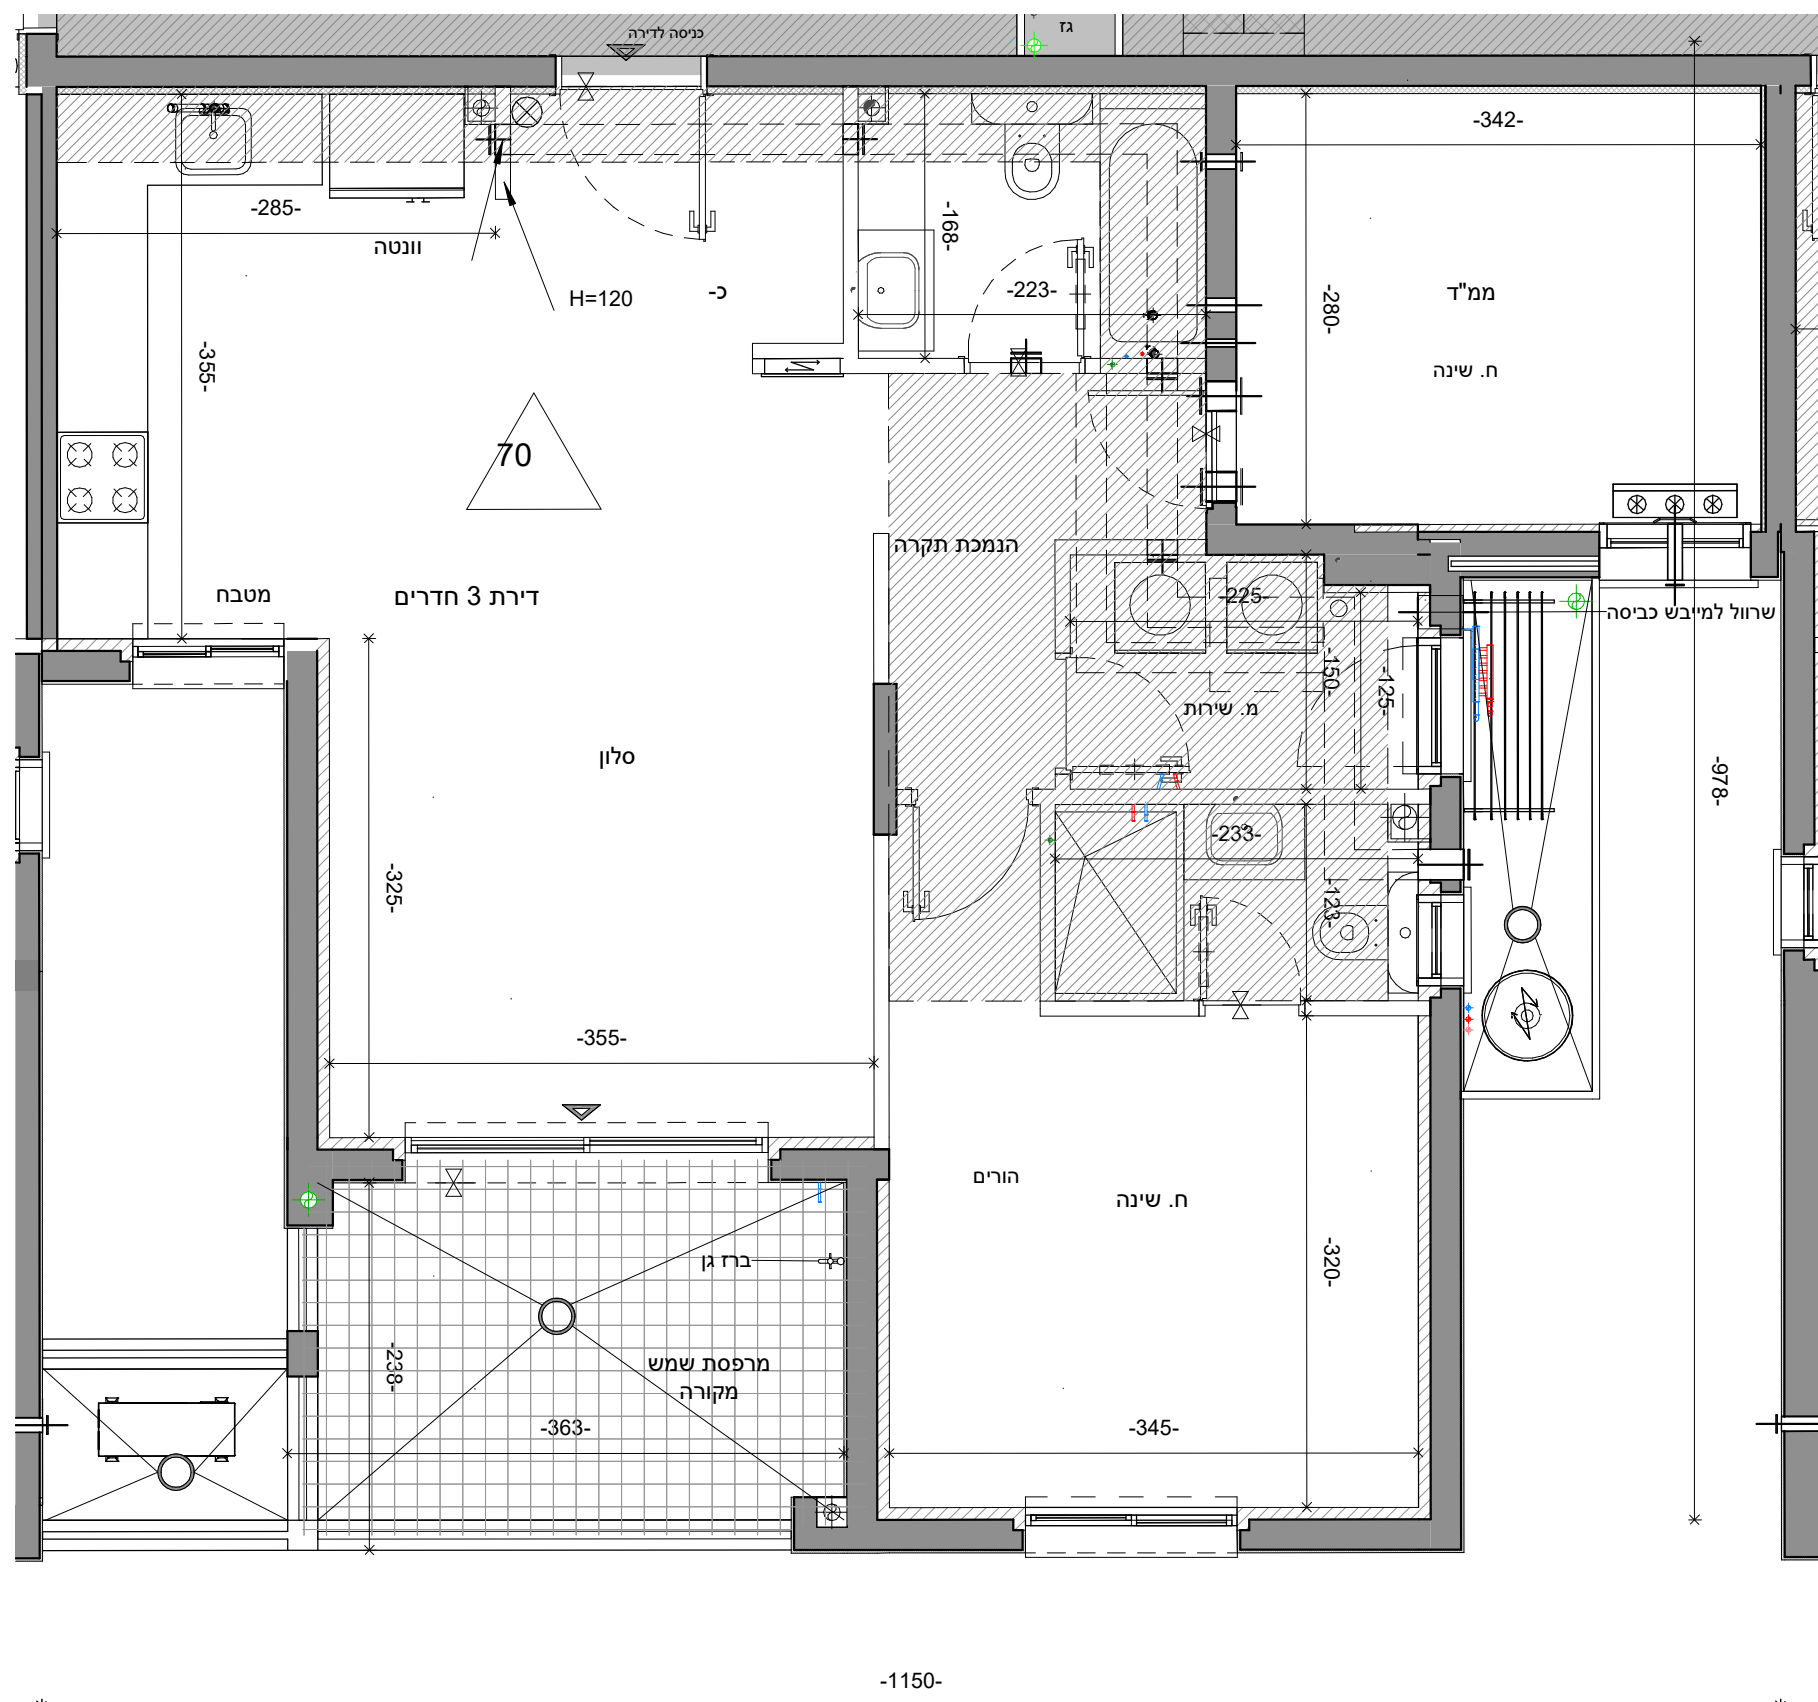 כניסה לדירה
גז
-342-
-285-
וונטה
-168-
-223-
H=120
כ-
-280-
ממ"ד
-355-
ח. שינה
70
הנמכת תקרה
מטבח
דירת 3 חדרים
-225-
שרוול למייבש כביסה
-150-
-125-
מ. שירות
סלון
-978-
-233-
-325-
-123-
-355-
הורים
ח. שינה
ברז גן
-320-
מרפסת שמש
מקורה
-238-
-363-
-345-
-1150-